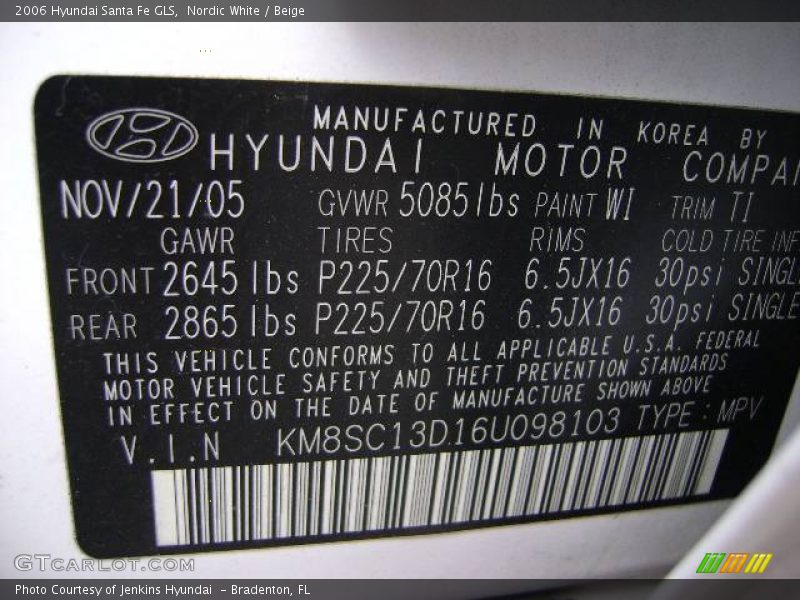 2006 Hyundai Santa Fe GLS, Nordic White / Beige
MANUFACTURED IN KOREA BY
HYUNDAI MOTOR COMPA
NOV/21/05 GVWR 5085lbs PAINT WI TRIM TI
GAWR TIRES RIMS COLD TIRE INF
FRONT 2645 lbs P225/70R16 6.5JX16 30psi SINGL
REAR 2865 lbs P225/70R16 6.5JX16 30psi SINGLE
THIS VEHICLE CONFORMS TO ALL APPLICABLE U.S.A. FEDERAL
MOTOR VEHICLE SAFETY AND THEFT PREVENTION STANDARDS
IN EFFECT ON THE DATE OF MANUFACTURE SHOWN ABOVE
V.I.N KM8SC13D16U098103 TYPE : MPV
GTcarlot.com
Photo Courtesy of Jenkins Hyundai - Bradenton, FL